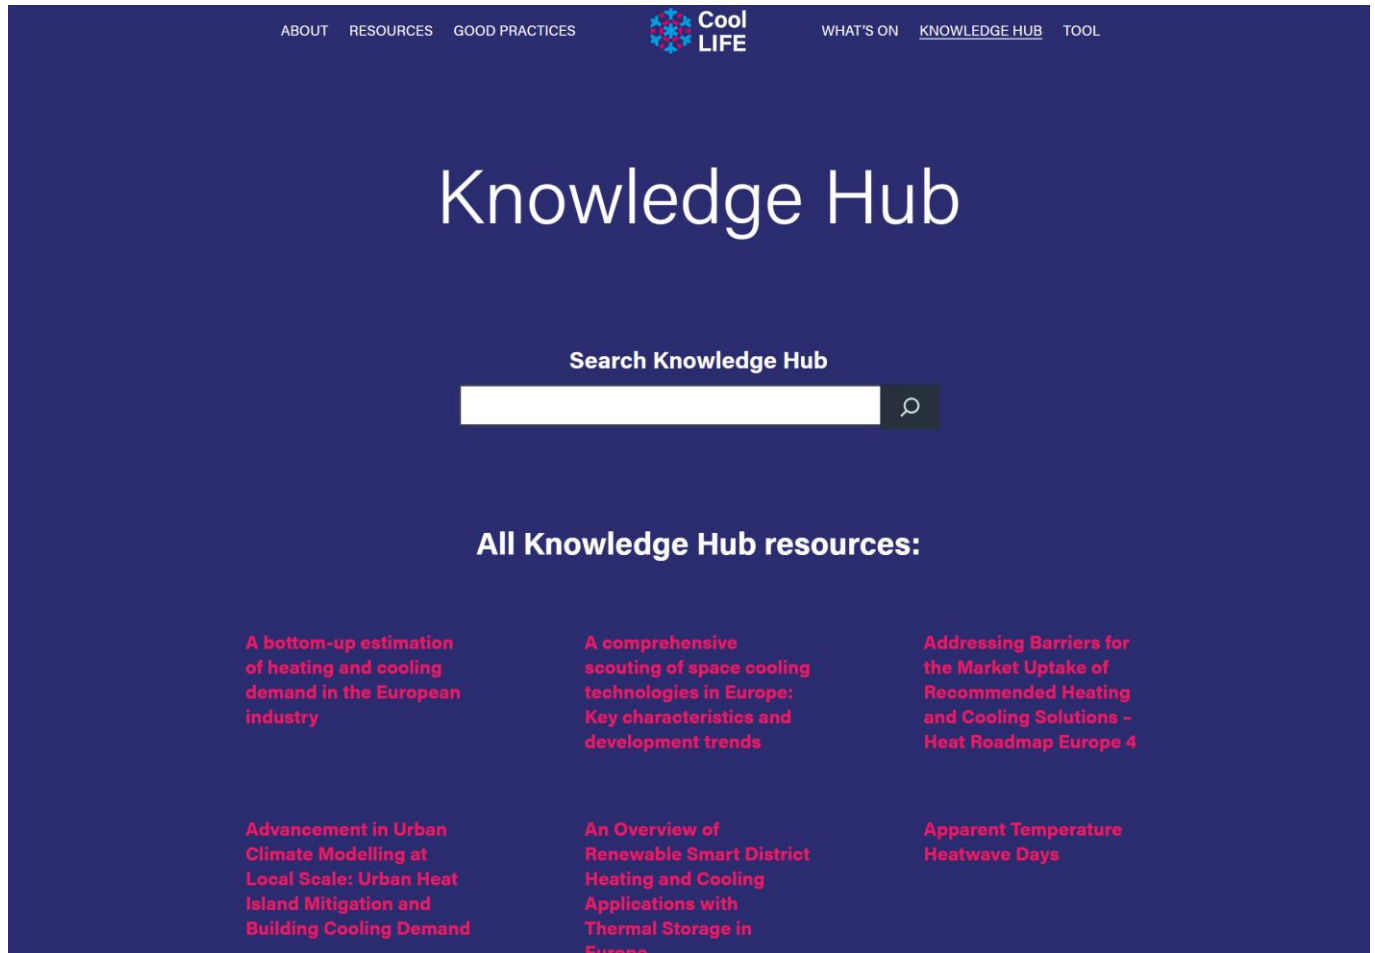 ABOUT RESOURCES GOOD PRACTICES Cool LIFE WHAT'S ON KNOWLEDGE HUB TOOL
Knowledge Hub
Search Knowledge Hub
All Knowledge Hub resources:
A bottom-up estimation
of heating and cooling
demand in the European
industry
A comprehensive
scouting of space cooling
technologies in Europe:
Key characteristics and
development trends
Addressing Barriers for
the Market Uptake of
Recommended Heating
and Cooling Solutions –
Heat Roadmap Europe 4
Advancement in Urban
Climate Modelling at
Local Scale: Urban Heat
Island Mitigation and
Building Cooling Demand
An Overview of
Renewable Smart District
Heating and Cooling
Applications with
Thermal Storage in
Europe
Apparent Temperature
Heatwave Days